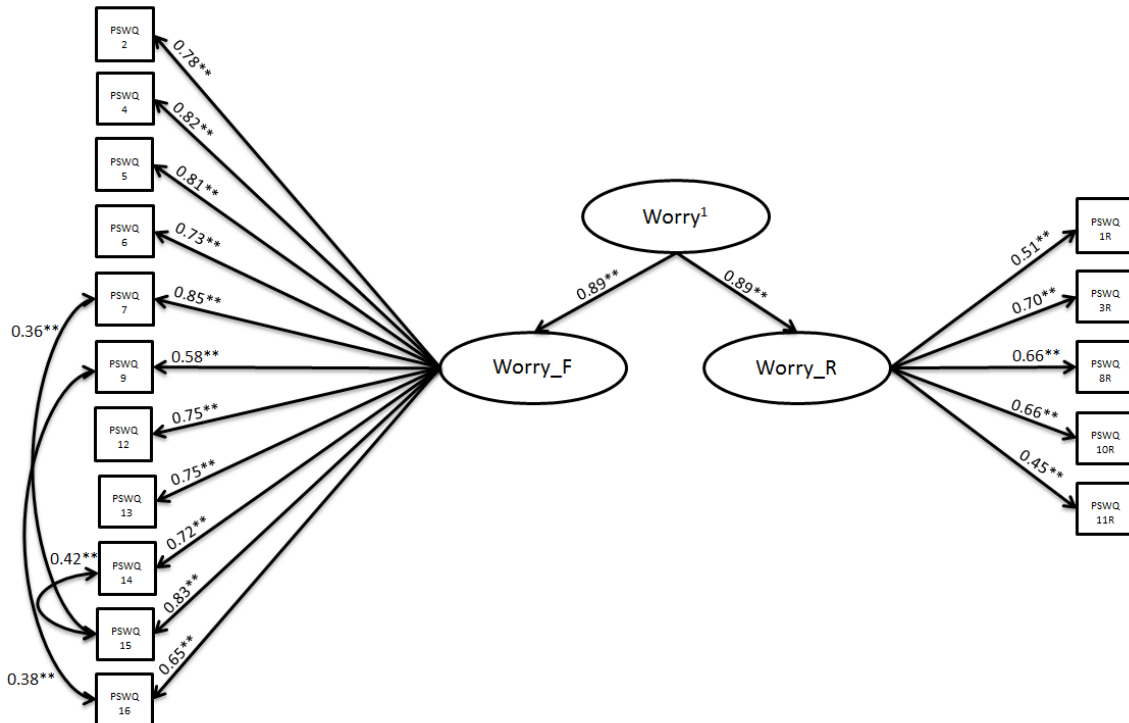 PSWQ
2
0.78**
PSWQ
4
0.82**
PSWQ
5
0.81**
PSWQ
6
0.73**
PSWQ
7
0.85**
0.36**
PSWQ
9
0.58**
PSWQ
12
0.75**
PSWQ
13
0.75**
PSWQ
14
0.72**
0.42**
PSWQ
15
0.83**
PSWQ
16
0.65**
0.38**
Worry¹
0.89**
0.89**
Worry_F
Worry_R
0.51**
PSWQ
1R
0.70**
PSWQ
3R
0.66**
PSWQ
8R
0.66**
PSWQ
10R
0.45**
PSWQ
11R